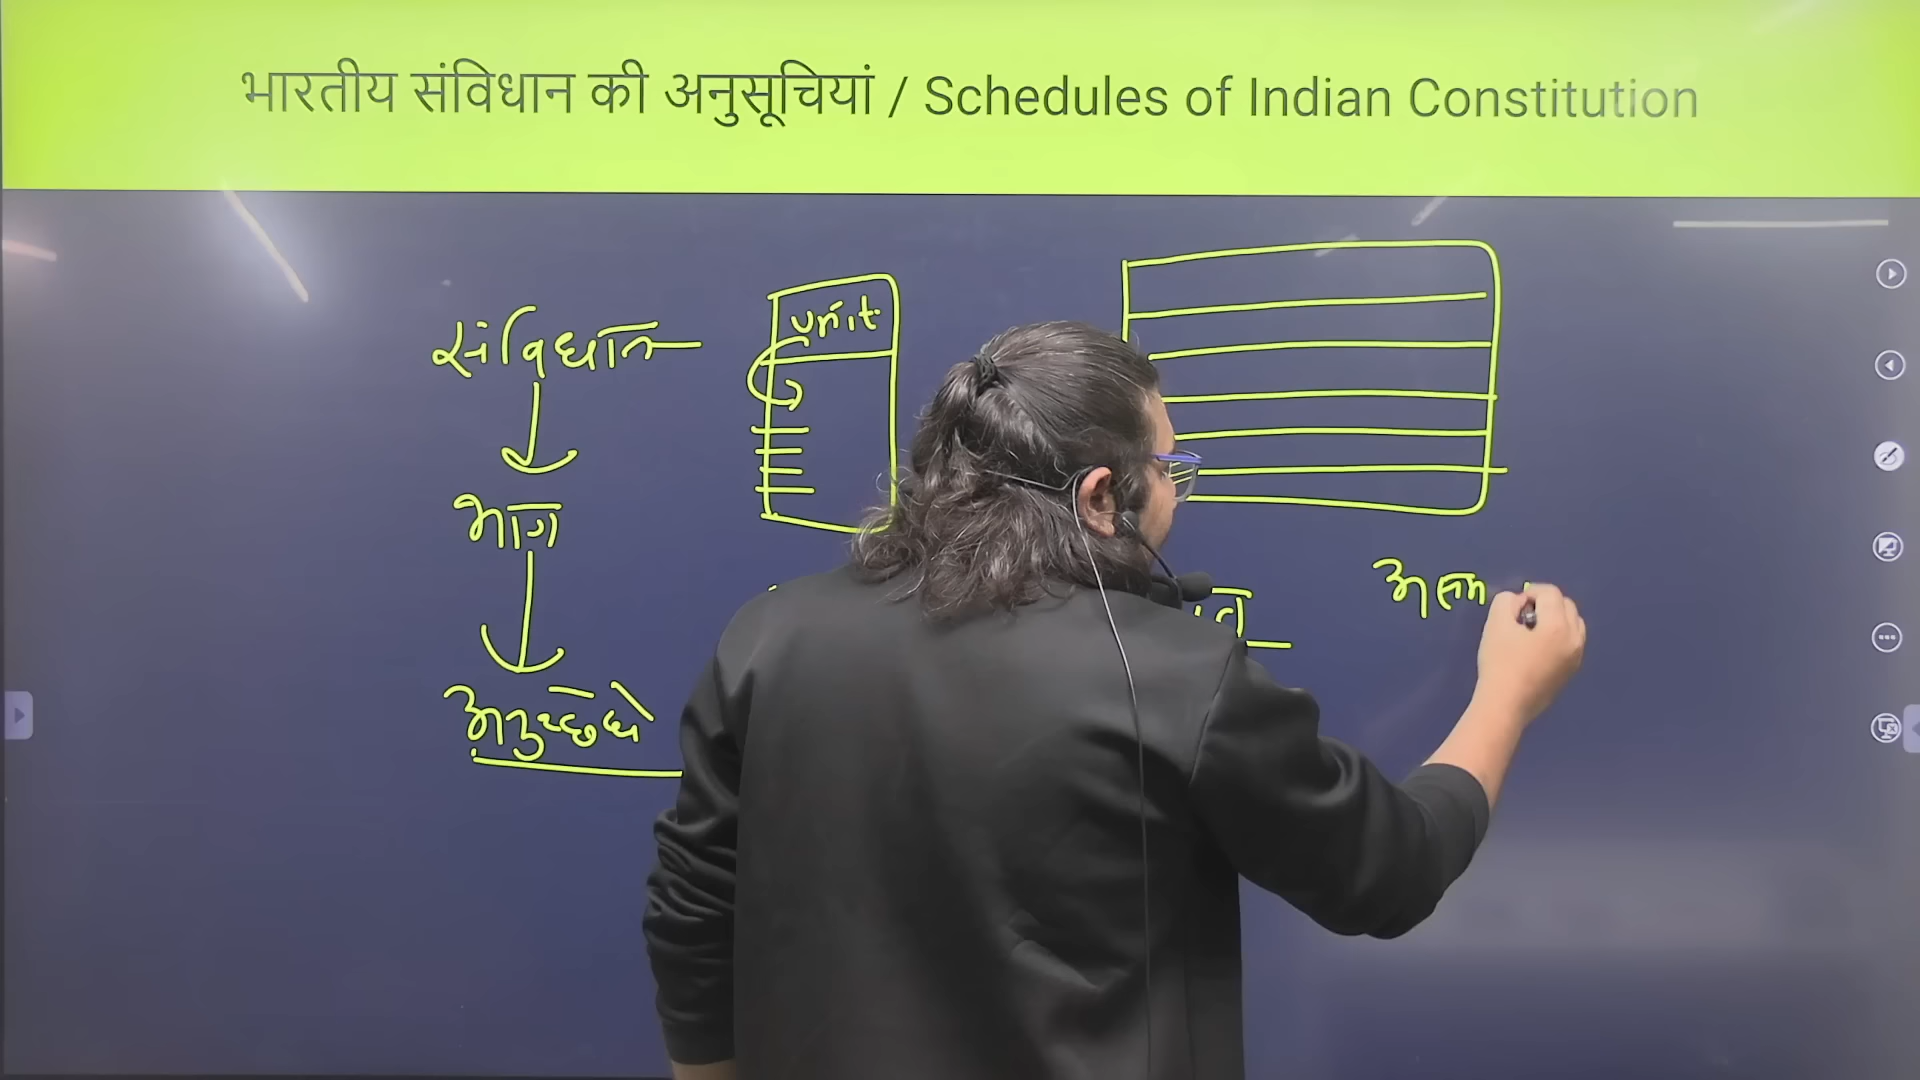 भारतीय संविधान की अनुसूचियां / Schedules of Indian Constitution
संविधान
unit
भाग
अनुच्छेधो